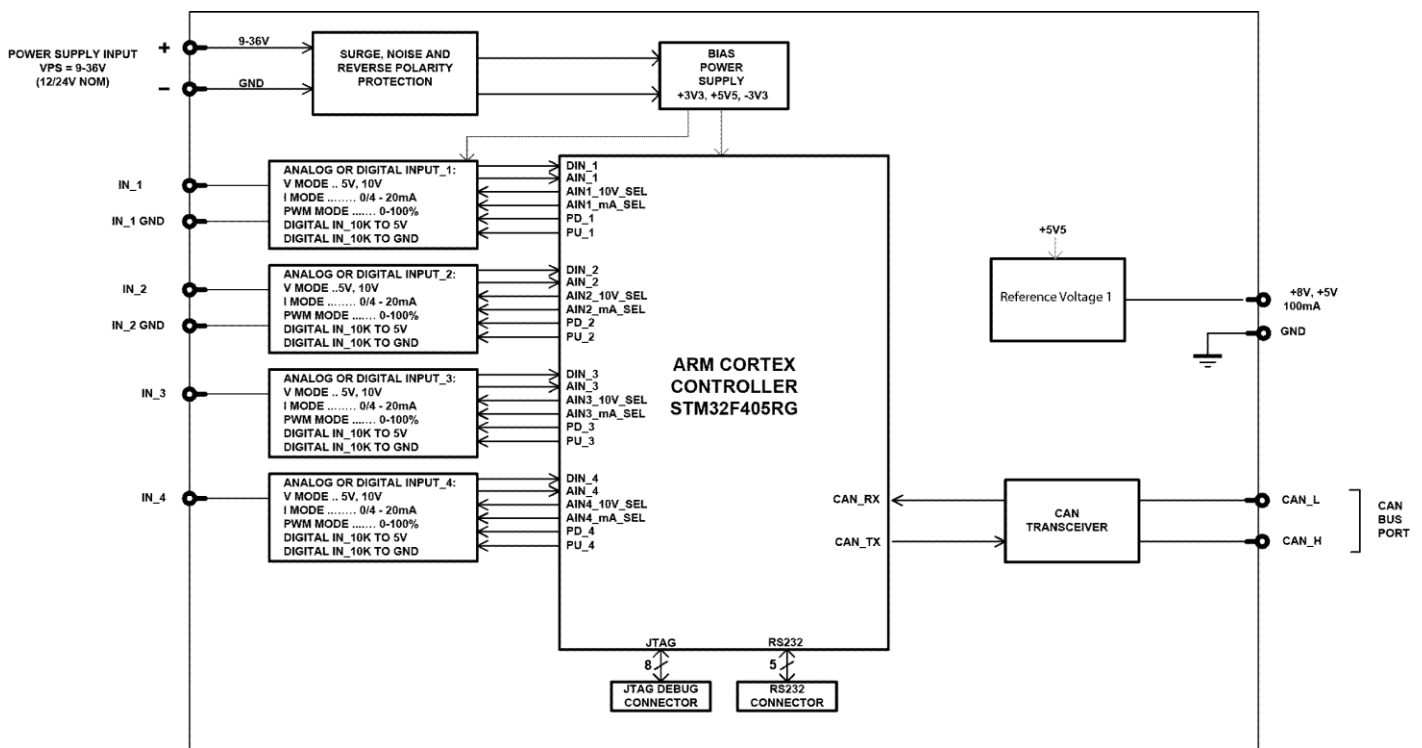 POWER SUPPLY INPUT
VPS = 9-36V
(12/24V NOM)
+
–
9-36V
GND
SURGE, NOISE AND
REVERSE POLARITY
PROTECTION
BIAS
POWER
SUPPLY
+3V3, +5V5, -3V3
IN_1
IN_1 GND
ANALOG OR DIGITAL INPUT_1:
V MODE .. 5V, 10V
I MODE ........ 0/4 - 20mA
PWM MODE ....... 0-100%
DIGITAL IN_10K TO 5V
DIGITAL IN_10K TO GND
DIN_1
AIN_1
AIN1_10V_SEL
AIN1_mA_SEL
PD_1
PU_1
IN_2
IN_2 GND
ANALOG OR DIGITAL INPUT_2:
V MODE ..5V, 10V
I MODE ........ 0/4 - 20mA
PWM MODE ...... 0-100%
DIGITAL IN_10K TO 5V
DIGITAL IN_10K TO GND
DIN_2
AIN_2
AIN2_10V_SEL
AIN2_mA_SEL
PD_2
PU_2
IN_3
ANALOG OR DIGITAL INPUT_3:
V MODE .. 5V, 10V
I MODE ........ 0/4 - 20mA
PWM MODE ...... 0-100%
DIGITAL IN_10K TO 5V
DIGITAL IN_10K TO GND
DIN_3
AIN_3
AIN3_10V_SEL
AIN3_mA_SEL
PD_3
PU_3
IN_4
ANALOG OR DIGITAL INPUT_4:
V MODE .. 5V, 10V
I MODE ........ 0/4 - 20mA
PWM MODE ...... 0-100%
DIGITAL IN_10K TO 5V
DIGITAL IN_10K TO GND
DIN_4
AIN_4
AIN4_10V_SEL
AIN4_mA_SEL
PD_4
PU_4
ARM CORTEX
CONTROLLER
STM32F405RG
+5V5
Reference Voltage 1
+8V, +5V
100mA
GND
CAN_RX
CAN_TX
CAN
TRANSCEIVER
CAN_L
CAN_H
CAN
BUS
PORT
JTAG
RS232
8
5
JTAG DEBUG
CONNECTOR
RS232
CONNECTOR